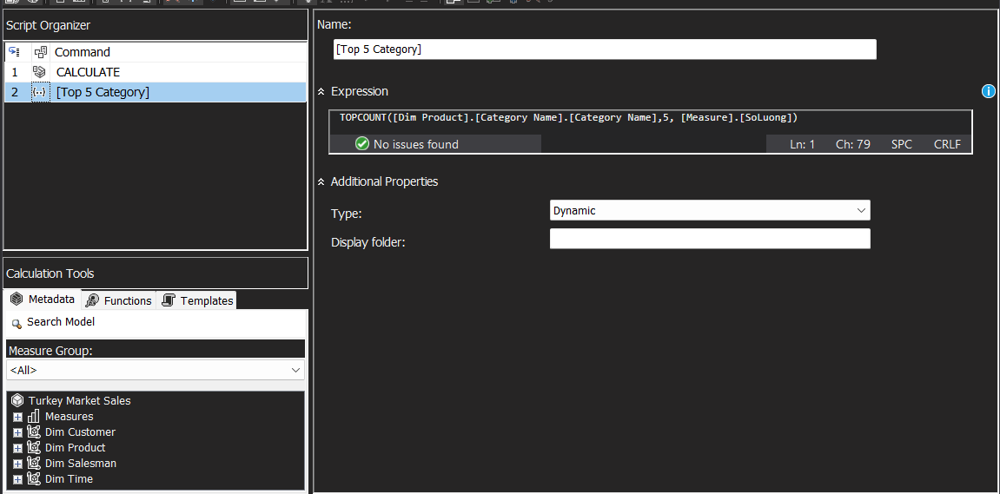 Script Organizer
Command
1 CALCULATE
2 [Top 5 Category]
Calculation Tools
Metadata Functions Templates
Search Model
Measure Group:
<All>
Turkey Market Sales
Measures
Dim Customer
Dim Product
Dim Salesman
Dim Time
Name:
[Top 5 Category]
Expression
TOPCOUNT([Dim Product].[Category Name].[Category Name],5, [Measure].[SoLuong])
No issues found Ln: 1 Ch: 79 SPC CRLF
Additional Properties
Type: Dynamic
Display folder: